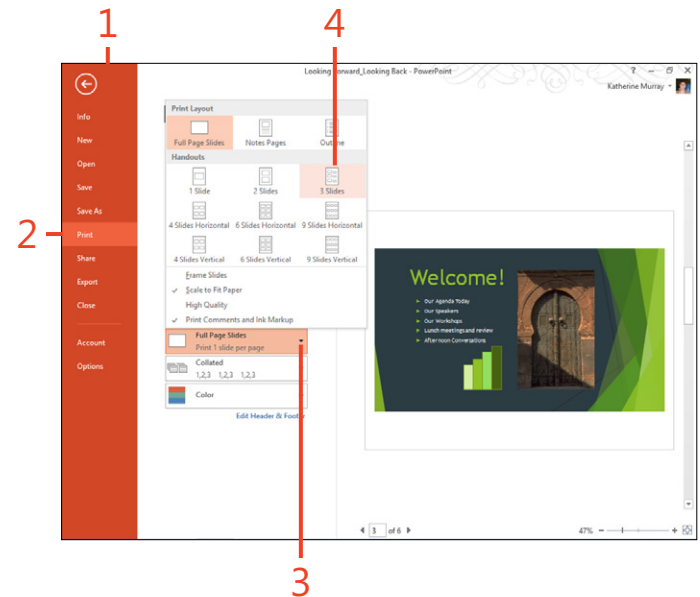 1
4
Looking Forward_Looking Back - PowerPoint
?
Katherine Murray
Info
New
Open
Save
Save As
2
Print
Share
Export
Close
Account
Options
Print Layout
Full Page Slides Notes Pages Outline
Handouts
1 Slide 2 Slides 3 Slides
4 Slides Horizontal 6 Slides Horizontal 9 Slides Horizontal
4 Slides Vertical 6 Slides Vertical 9 Slides Vertical
Frame Slides
Scale to Fit Paper
High Quality
Print Comments and Ink Markup
Full Page Slides
Print 1 slide per page
Collated
1,2,3 1,2,3 1,2,3
Color
Edit Header & Footer
Welcome!
Our Agenda Today
Our Speakers
Our Workshops
Lunch meetings and review
Afternoon Conversations
3 of 6
47%
3